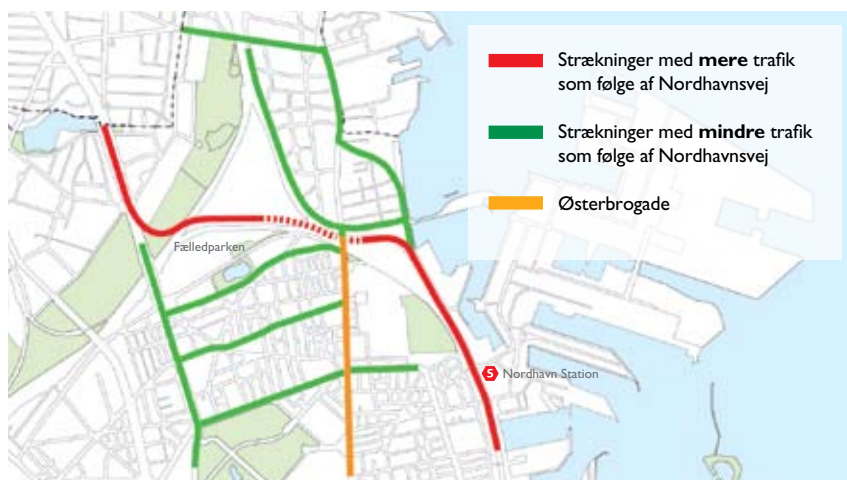 Strækninger med mere trafik
som følge af Nordhavnsvej
Strækninger med mindre trafik
som følge af Nordhavnsvej
Østerbrogade
Fælledparken
S
Nordhavn Station